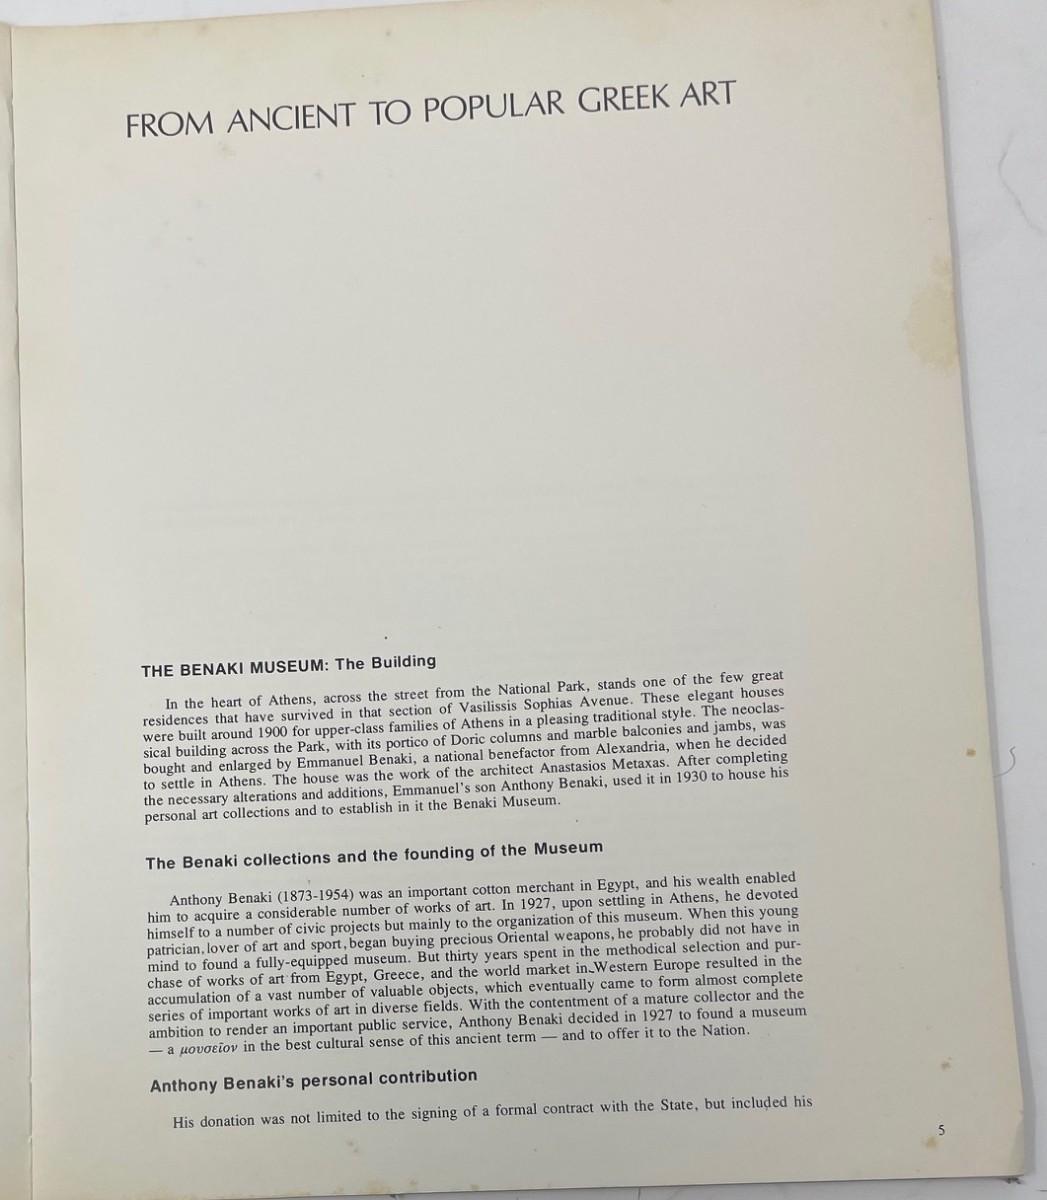 FROM ANCIENT TO POPULAR GREEK ART
THE BENAKI MUSEUM: The Building
In the heart of Athens, across the street from the National Park, stands one of the few great
residences that have survived in that section of Vasilissis Sophias Avenue. These elegant houses
were built around 1900 for upper-class families of Athens in a pleasing traditional style. The neoclas-
sical building across the Park, with its portico of Doric columns and marble balconies and jambs, was
bought and enlarged by Emmanuel Benaki, a national benefactor from Alexandria, when he decided
to settle in Athens. The house was the work of the architect Anastasios Metaxas. After completing
the necessary alterations and additions, Emmanuel's son Anthony Benaki, used it in 1930 to house his
personal art collections and to establish in it the Benaki Museum.
The Benaki collections and the founding of the Museum
Anthony Benaki (1873-1954) was an important cotton merchant in Egypt, and his wealth enabled
him to acquire a considerable number of works of art. In 1927, upon settling in Athens, he devoted
himself to a number of civic projects but mainly to the organization of this museum. When this young
patrician, lover of art and sport, began buying precious Oriental weapons, he probably did not have in
mind to found a fully-equipped museum. But thirty years spent in the methodical selection and pur-
chase of works of art from Egypt, Greece, and the world market in Western Europe resulted in the
accumulation of a vast number of valuable objects, which eventually came to form almost complete
series of important works of art in diverse fields. With the contentment of a mature collector and the
ambition to render an important public service, Anthony Benaki decided in 1927 to found a museum
— a μουσεῖον in the best cultural sense of this ancient term — and to offer it to the Nation.
Anthony Benaki's personal contribution
His donation was not limited to the signing of a formal contract with the State, but included his
5